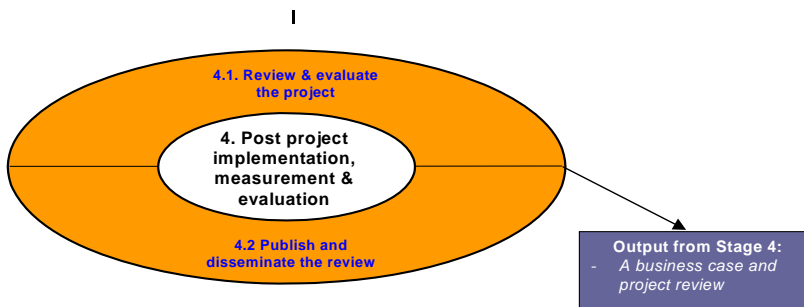 4.1. Review & evaluate
the project
4. Post project
implementation,
measurement &
evaluation
4.2 Publish and
disseminate the review
Output from Stage 4:
- A business case and
project review